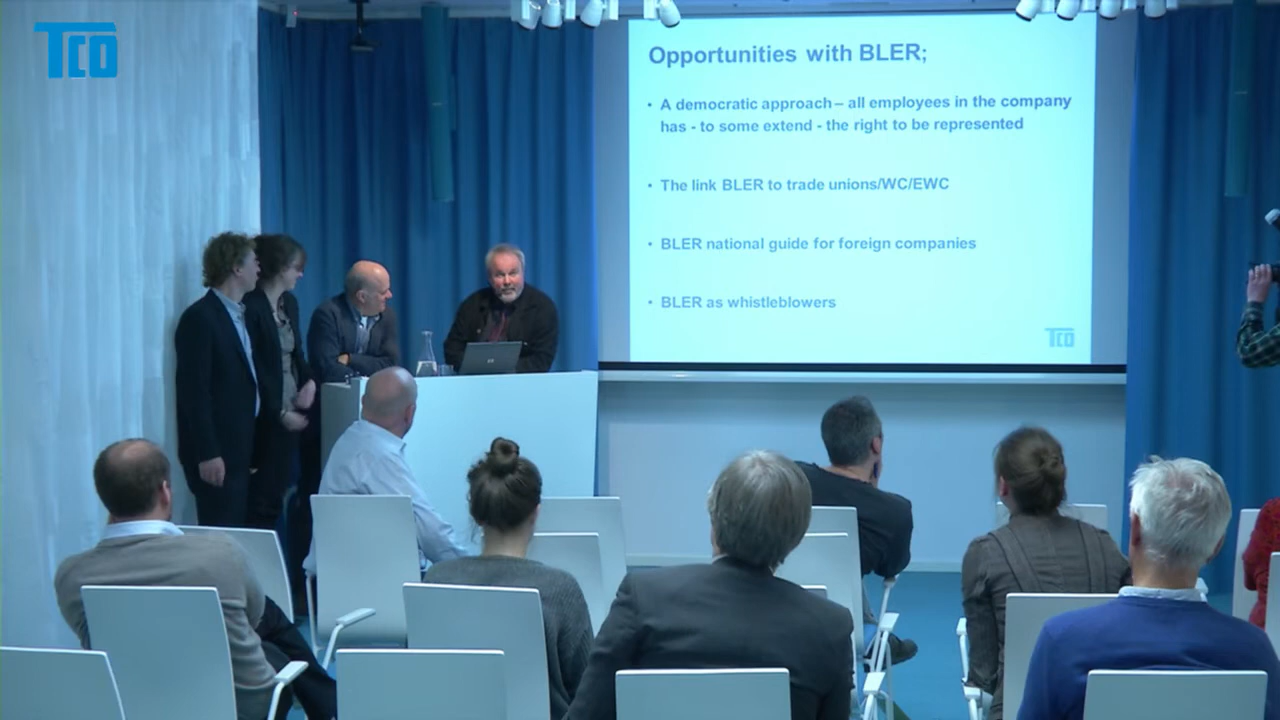 TCO
Opportunities with BLER;
• A democratic approach – all employees in the company
has - to some extend - the right to be represented
• The link BLER to trade unions/WC/EWC
• BLER national guide for foreign companies
• BLER as whistleblowers
TCO